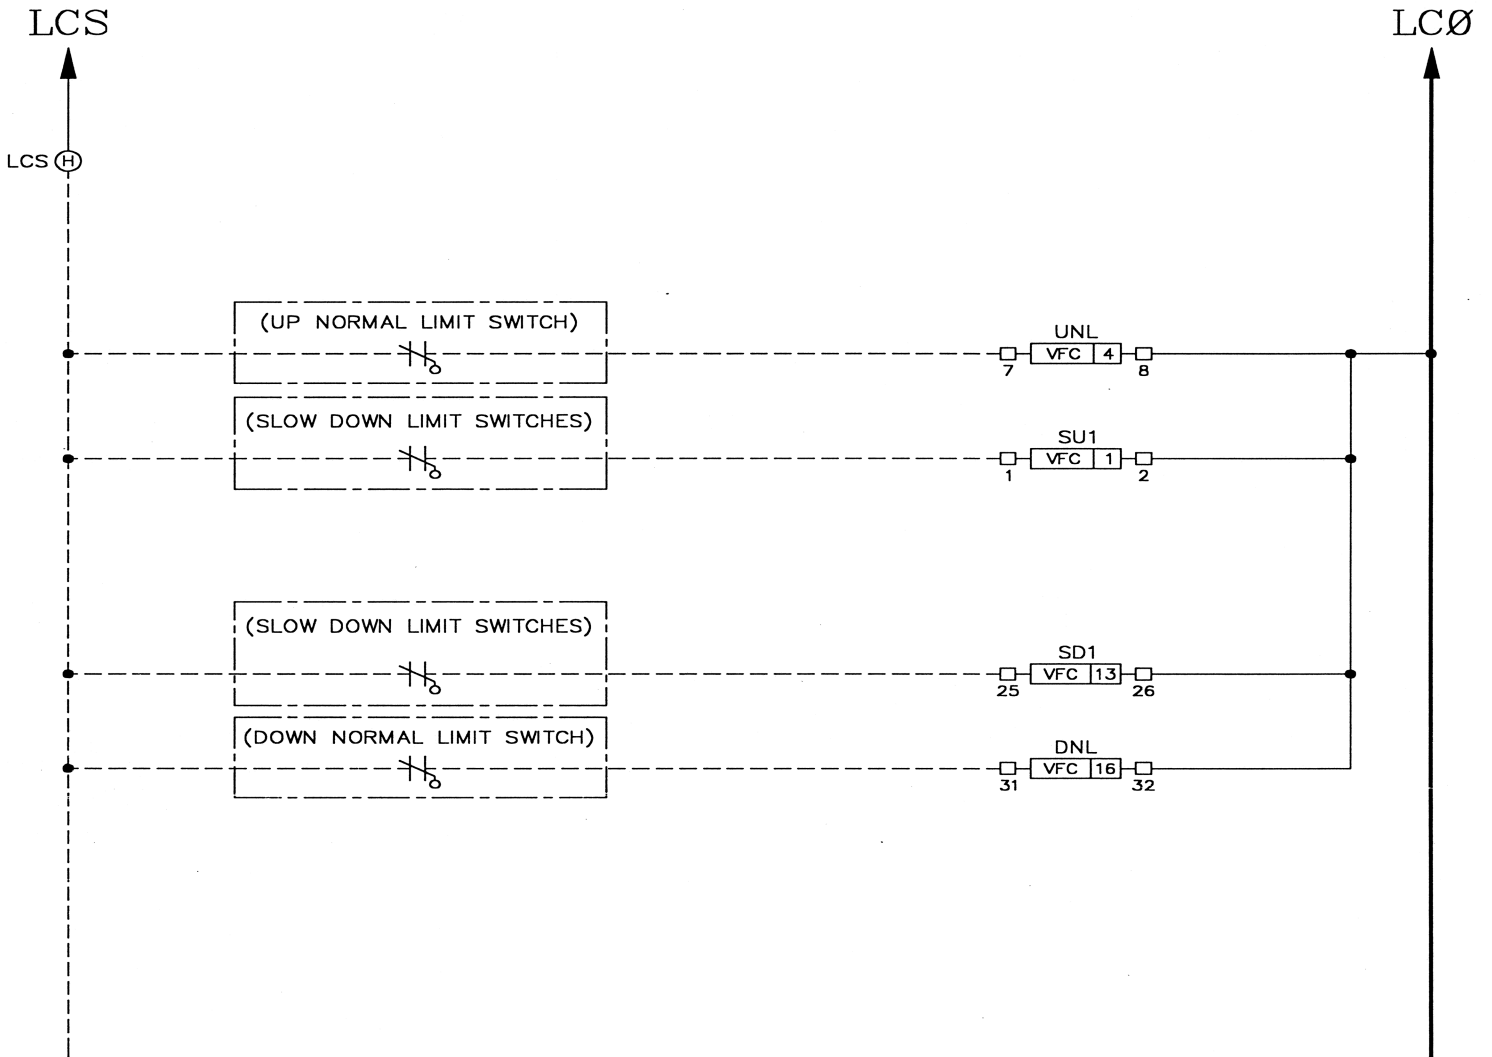 LCS LCØ
LCS H
(UP NORMAL LIMIT SWITCH)
UNL
VFC 4
7 8
(SLOW DOWN LIMIT SWITCHES)
SU1
VFC 1
1 2
(SLOW DOWN LIMIT SWITCHES)
SD1
VFC 13
25 26
(DOWN NORMAL LIMIT SWITCH)
DNL
VFC 16
31 32